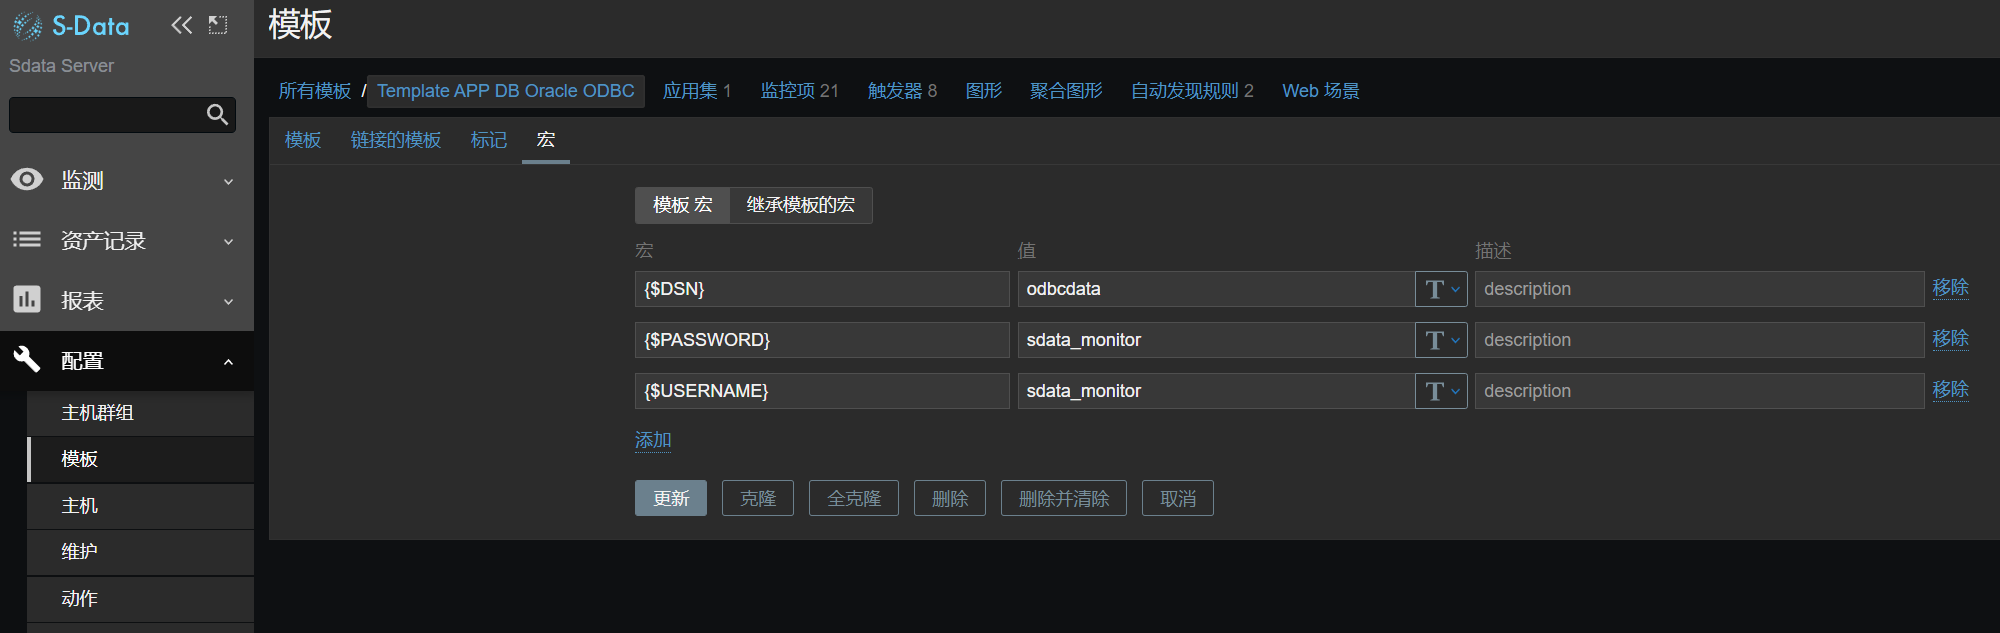 S-Data
Sdata Server
监测
资产记录
报表
配置
主机群组
模板
主机
维护
动作
模板
所有模板 / Template APP DB Oracle ODBC 应用集 1 监控项 21 触发器 8 图形 聚合图形 自动发现规则 2 Web 场景
模板 链接的模板 标记 宏
模板 宏 继承模板的宏
宏 值 描述
{$DSN} odbcdata T description 移除
{$PASSWORD} sdata_monitor T description 移除
{$USERNAME} sdata_monitor T description 移除
添加
更新 克隆 全克隆 删除 删除并清除 取消